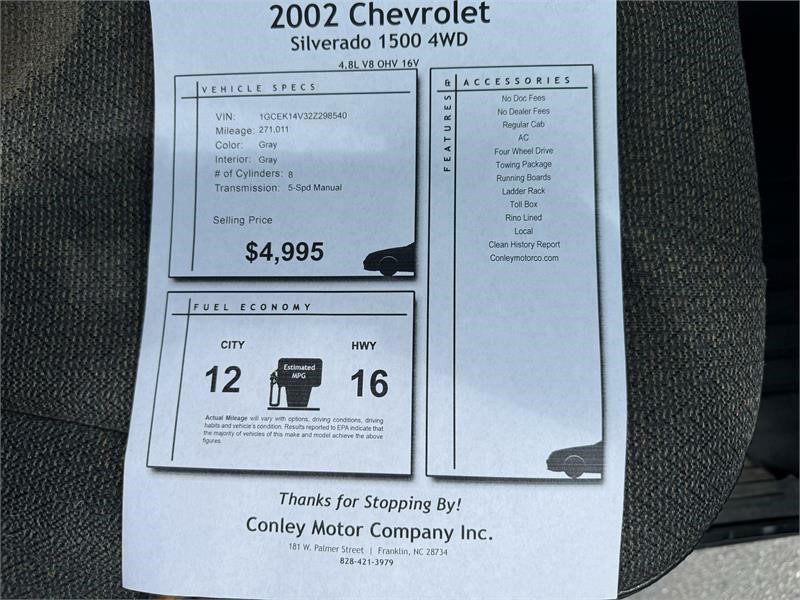 2002 Chevrolet
Silverado 1500 4WD
4.8L V8 OHV 16V
VEHICLE SPECS
VIN: 1GCEK14V32Z298540
Mileage: 271,011
Color: Gray
Interior: Gray
# of Cylinders: 8
Transmission: 5-Spd Manual
Selling Price
$4,995
FUEL ECONOMY
CITY
12
Estimated
MPG
HWY
16
Actual Mileage will vary with options, driving conditions, driving
habits and vehicle's condition. Results reported to EPA indicate that
the majority of vehicles of this make and model achieve the above
figures.
FEATURES & ACCESSORIES
No Doc Fees
No Dealer Fees
Regular Cab
AC
Four Wheel Drive
Towing Package
Running Boards
Ladder Rack
Toll Box
Rino Lined
Local
Clean History Report
Conleymotorco.com
Thanks for Stopping By!
Conley Motor Company Inc.
181 W. Palmer Street | Franklin, NC 28734
828-421-3979